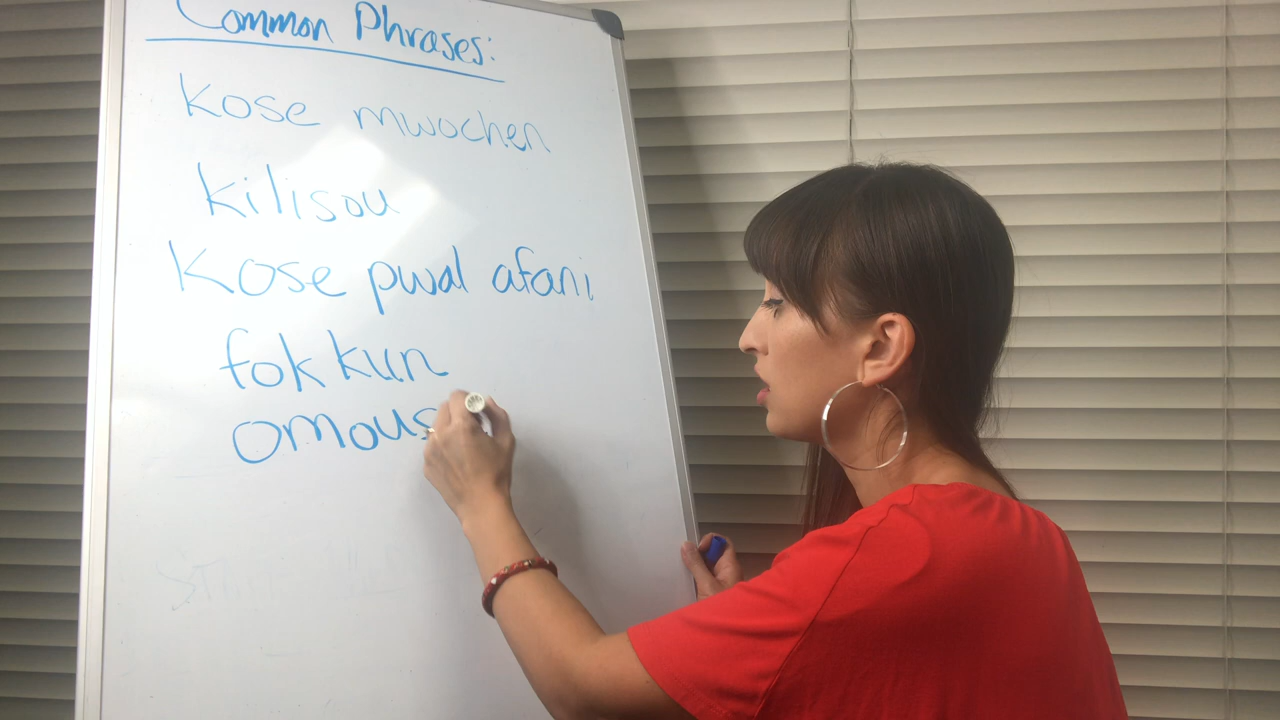 Common Phrases:
kose mwochen
kilisou
Kose pwal afani
fokkun
omous